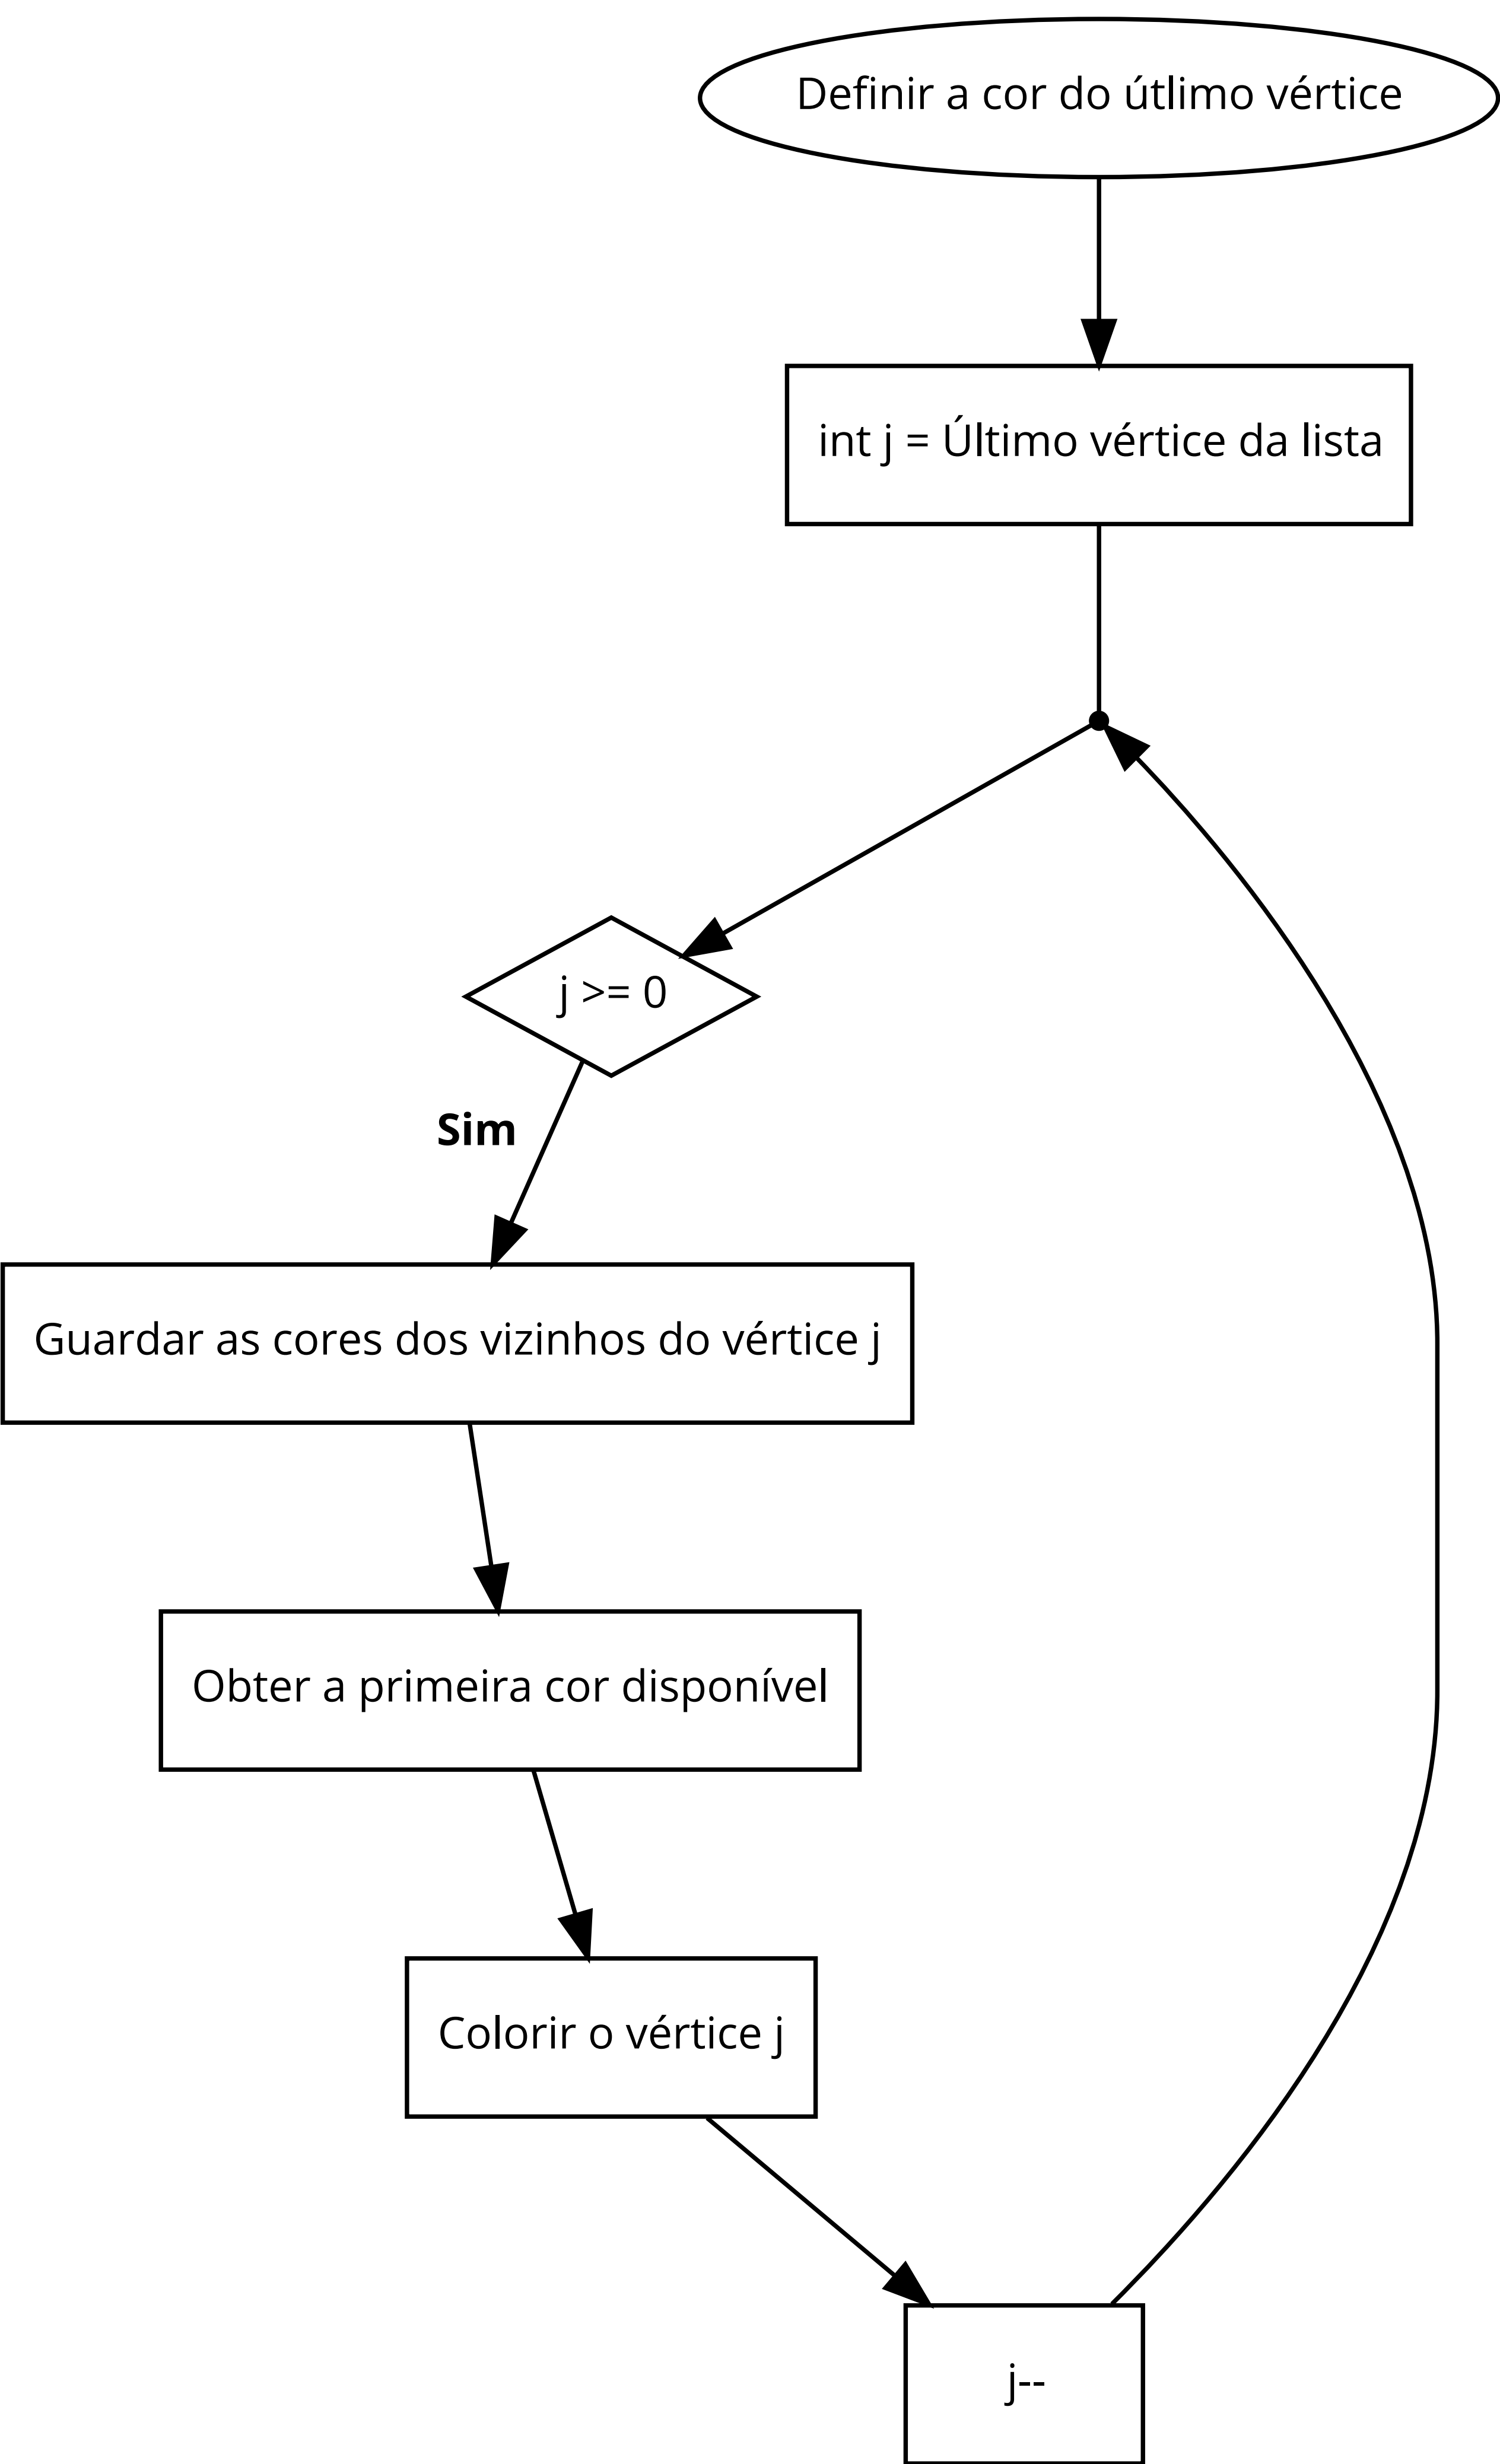 Definir a cor do útlimo vértice
int j = Último vértice da lista
j >= 0
Sim
Guardar as cores dos vizinhos do vértice j
Obter a primeira cor disponível
Colorir o vértice j
j--